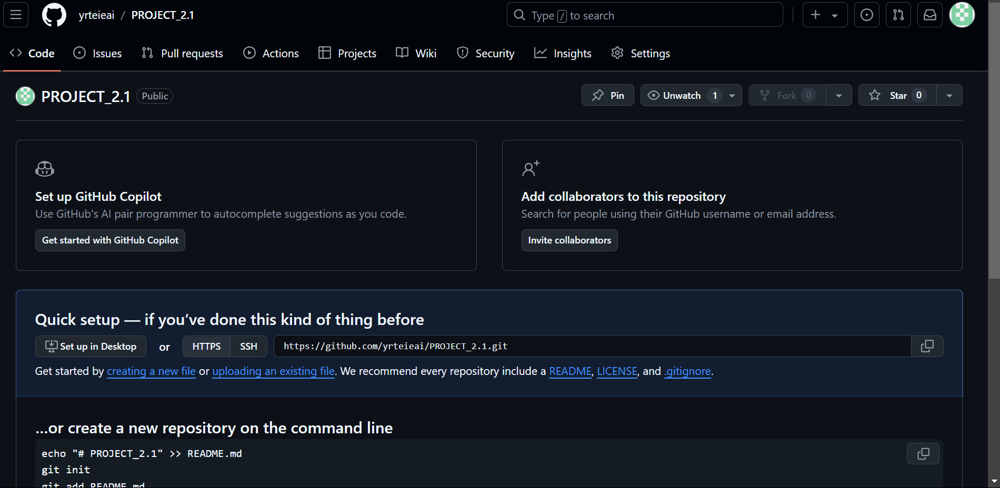 yrteieai / PROJECT_2.1
Type / to search
Code Issues Pull requests Actions Projects Wiki Security Insights Settings
PROJECT_2.1 Public
Pin Unwatch 1 Fork 0 Star 0
Set up GitHub Copilot
Use GitHub's AI pair programmer to autocomplete suggestions as you code.
Get started with GitHub Copilot
Add collaborators to this repository
Search for people using their GitHub username or email address.
Invite collaborators
Quick setup — if you’ve done this kind of thing before
Set up in Desktop or HTTPS SSH https://github.com/yrteieai/PROJECT_2.1.git
Get started by creating a new file or uploading an existing file. We recommend every repository include a README, LICENSE, and .gitignore.
…or create a new repository on the command line
echo "# PROJECT_2.1" >> README.md
git init
git add README.md